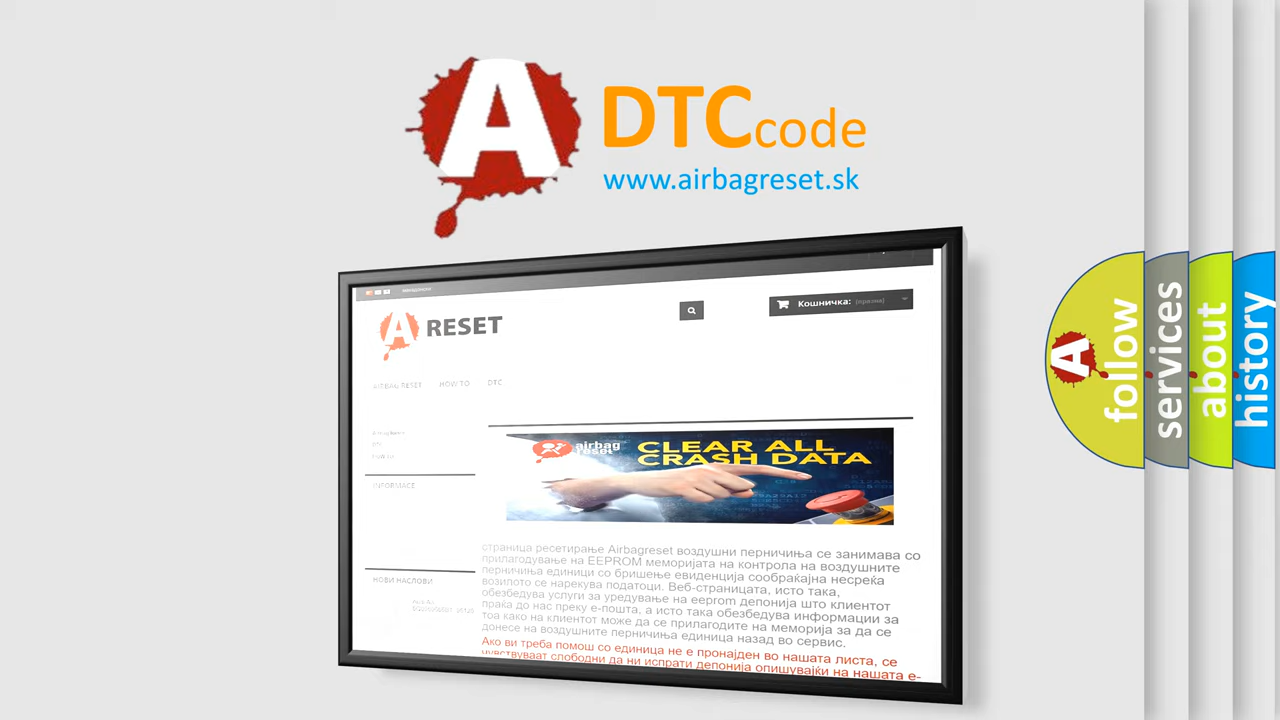 A DTC code
www.airbagreset.sk
A RESET
Кошничка: (празна)
AIRBAG RESET HOW TO DTC
airbag
reset
CLEAR ALL
CRASH DATA
INFORMACE
НОВИ НАСЛОВИ
страница ресетирање Airbagreset воздушни перничиња се занимава со
прилагодување на EEPROM меморијата на контрола на воздушните
перничиња единици со бришење евиденција сообраќајна несреќа
возилото се нарекува податоци. Веб-страницата, исто така,
обезбедува услуги за уредување на eeprom депонија што клиентот
праќа до нас преку е-пошта, а исто така обезбедува информации за
тоа како на клиентот може да се прилагодите на меморија за да се
донесе на воздушните перничиња единица назад во сервис.
Ако ви треба помош со единица не е пронајден во нашата листа, се
чувствуваат слободни да ни испрати депонија опишувајќи на нашата е-
A follow
services
about
history